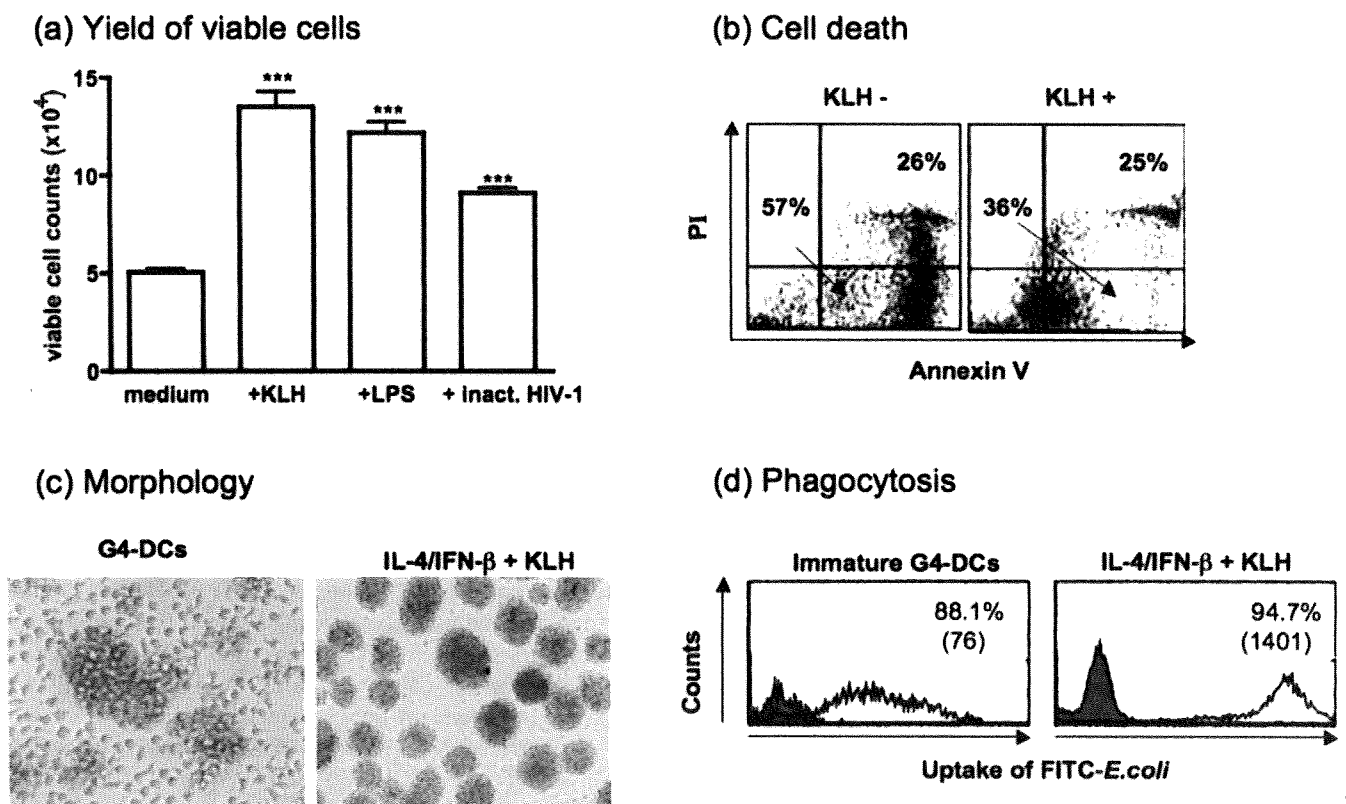 (a) Yield of viable cells
viable cell counts (x10⁴)
15
10
5
0
***
***
***
medium
+KLH
+LPS
+ inact. HIV-1
(b) Cell death
KLH -
KLH +
26%
57%
25%
36%
PI
Annexin V
(c) Morphology
G4-DCs
IL-4/IFN-β + KLH
(d) Phagocytosis
Immature G4-DCs
IL-4/IFN-β + KLH
88.1%
(76)
94.7%
(1401)
Counts
Uptake of FITC-E.coli